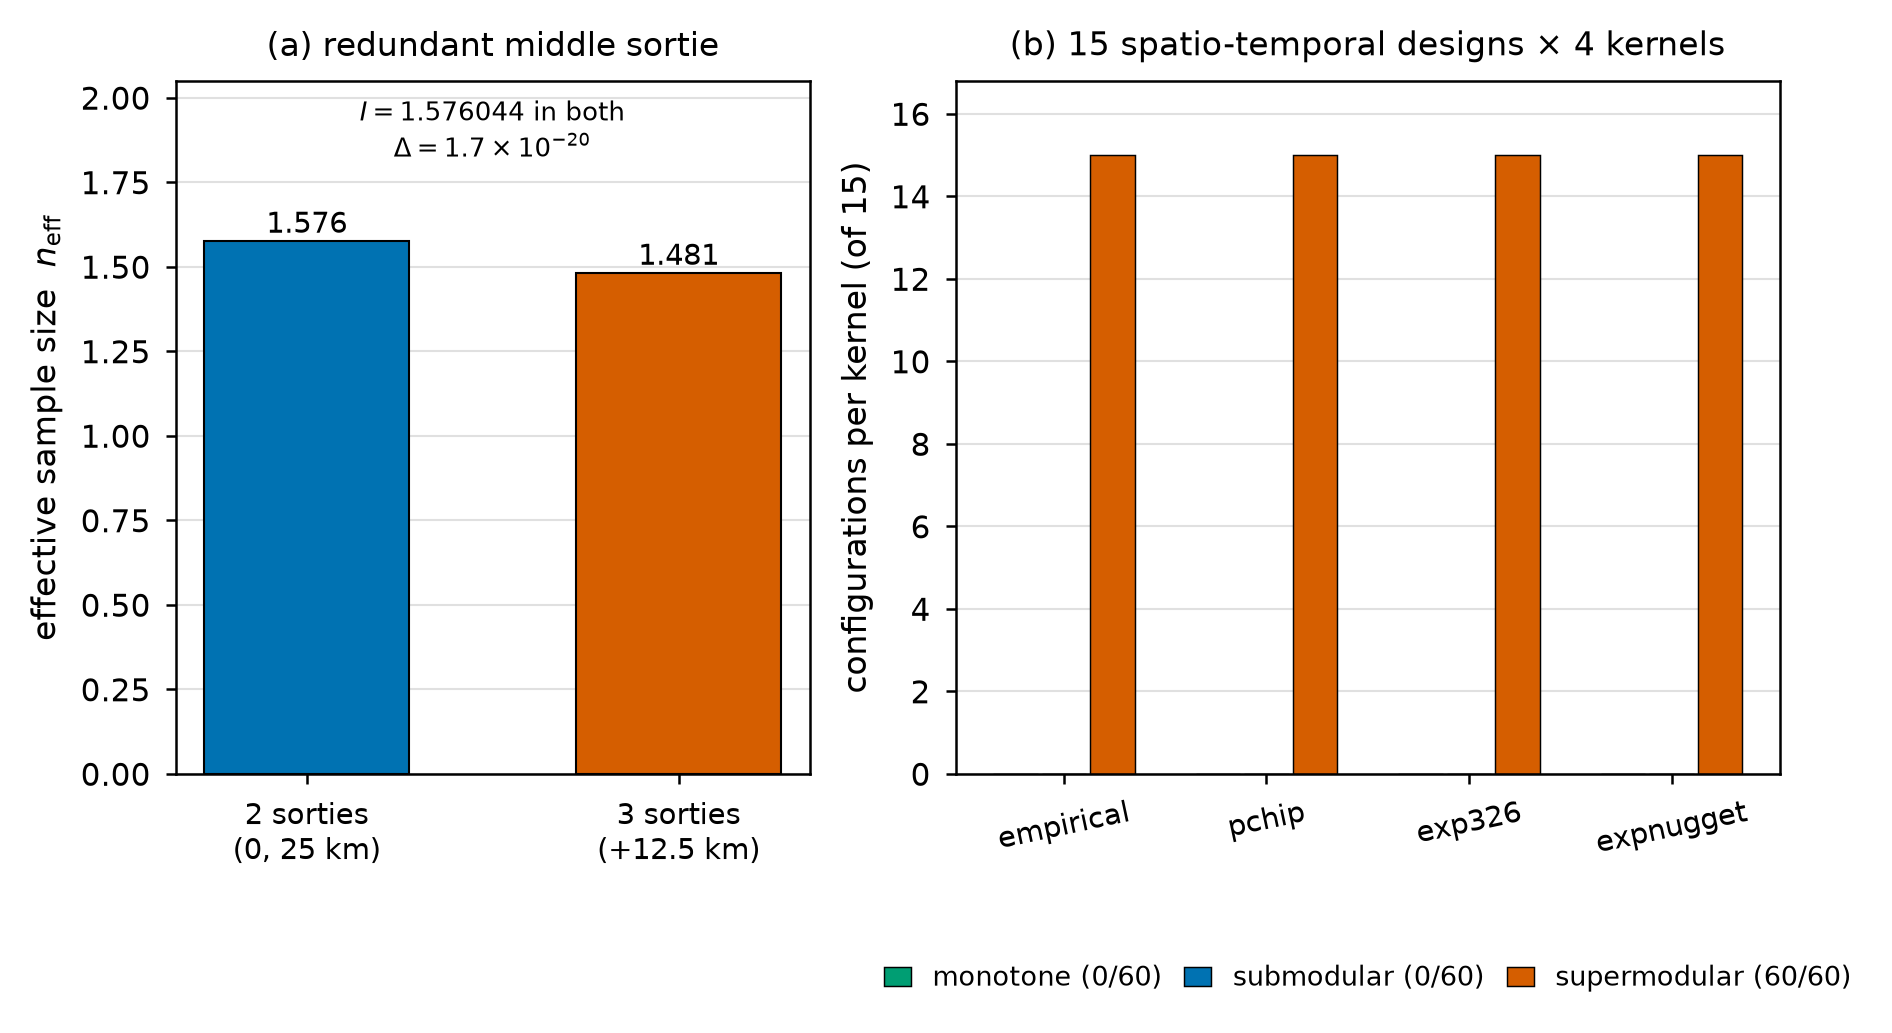 (a) redundant middle sortie
effective sample size n_eff
2.00
1.75
1.50
1.25
1.00
0.75
0.50
0.25
0.00
I = 1.576044 in both
Δ = 1.7 × 10⁻²⁰
1.576
1.481
2 sorties
(0, 25 km)
3 sorties
(+12.5 km)
(b) 15 spatio-temporal designs × 4 kernels
configurations per kernel (of 15)
16
14
12
10
8
6
4
2
0
empirical
pchip
exp326
expnugget
monotone (0/60) submodular (0/60) supermodular (60/60)